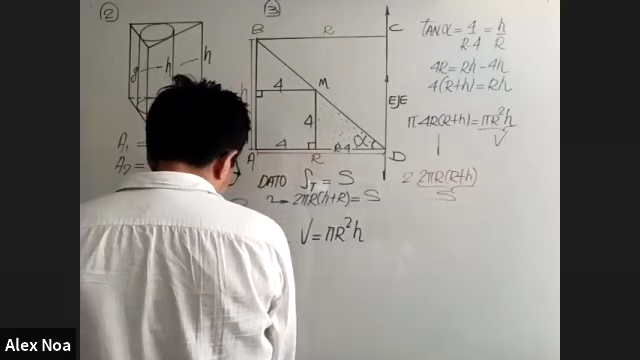 2
3
g
h
h
A₁ =
A₂ =
B
R
C
4
M
4
h
EJE
4
R-4
α
A
R
D
DATO S_T = S
2πR(h+R) = S
V = πR²h
TANα = 4/R-4 = h/R
4R = Rh - 4h
4(R+h) = Rh
π·4R(R+h) = πR²h
V
2 2πR(R+h)
S
Alex Noa